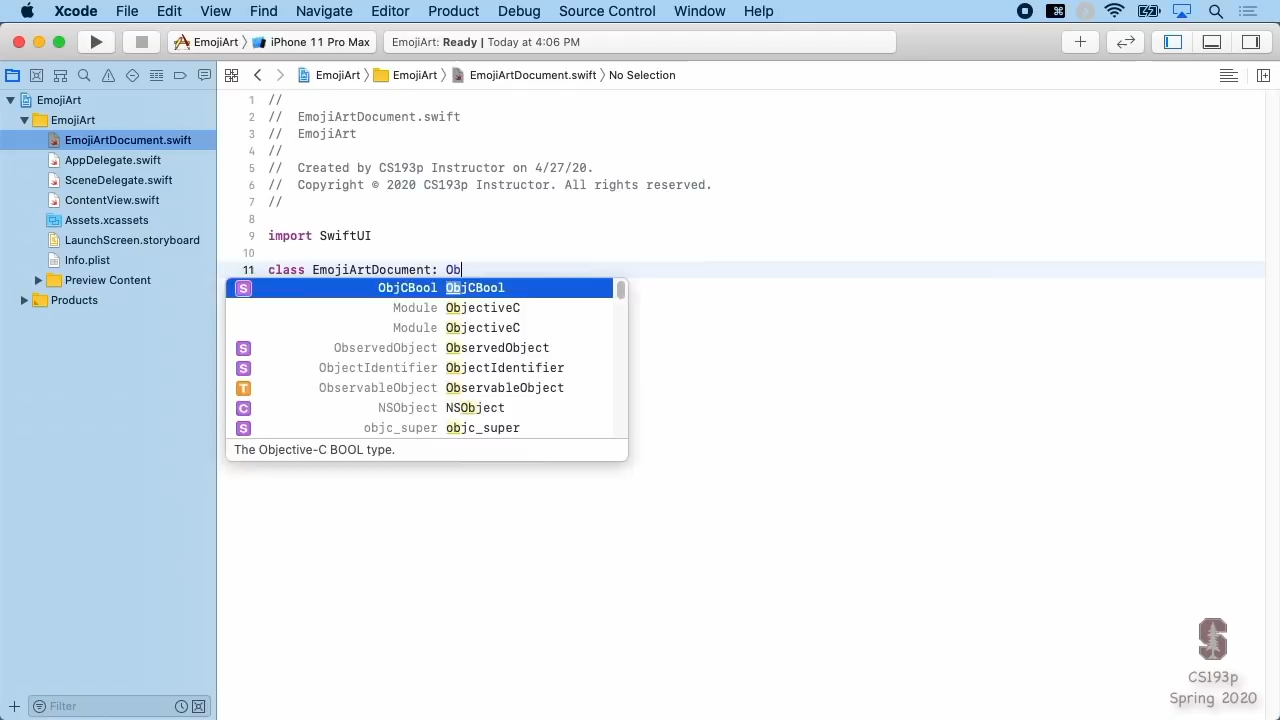 Xcode File Edit View Find Navigate Editor Product Debug Source Control Window Help
EmojiArt iPhone 11 Pro Max EmojiArt: Ready | Today at 4:06 PM
EmojiArt EmojiArt EmojiArtDocument.swift No Selection
EmojiArt
EmojiArt
EmojiArtDocument.swift
AppDelegate.swift
SceneDelegate.swift
ContentView.swift
Assets.xcassets
LaunchScreen.storyboard
Info.plist
Preview Content
Products
Filter
1 //
2 // EmojiArtDocument.swift
3 // EmojiArt
4 //
5 // Created by CS193p Instructor on 4/27/20.
6 // Copyright © 2020 CS193p Instructor. All rights reserved.
7 //
8
9 import SwiftUI
10
11 class EmojiArtDocument: Ob
S ObjCBool ObjCBool
Module ObjectiveC
Module ObjectiveC
S ObservedObject ObservedObject
S ObjectIdentifier ObjectIdentifier
T ObservableObject ObservableObject
C NSObject NSObject
S objc_super objc_super
The Objective-C BOOL type.
S
CS193p
Spring 2020